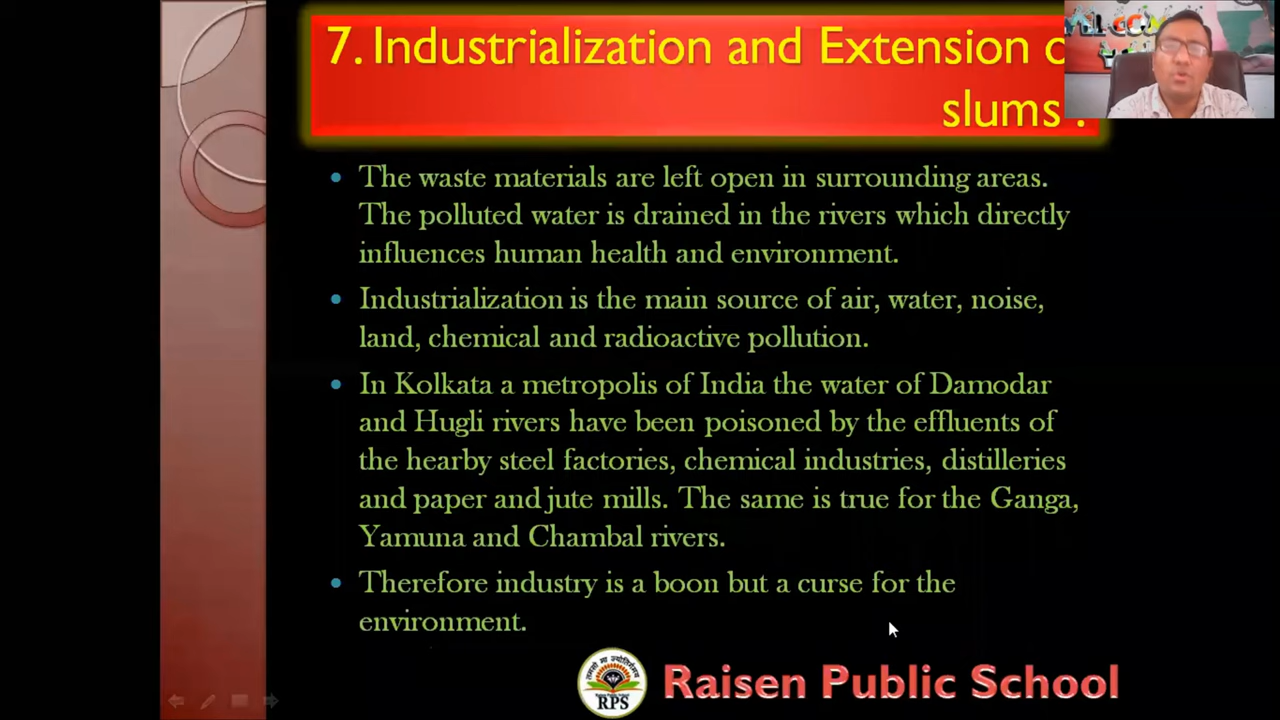 7. Industrialization and Extension o
slums .
The waste materials are left open in surrounding areas.
The polluted water is drained in the rivers which directly
influences human health and environment.
Industrialization is the main source of air, water, noise,
land, chemical and radioactive pollution.
In Kolkata a metropolis of India the water of Damodar
and Hugli rivers have been poisoned by the effluents of
the hearby steel factories, chemical industries, distilleries
and paper and jute mills. The same is true for the Ganga,
Yamuna and Chambal rivers.
Therefore industry is a boon but a curse for the
environment.
तमसो मा ज्योतिर्गमय
RPS
Raisen Public School